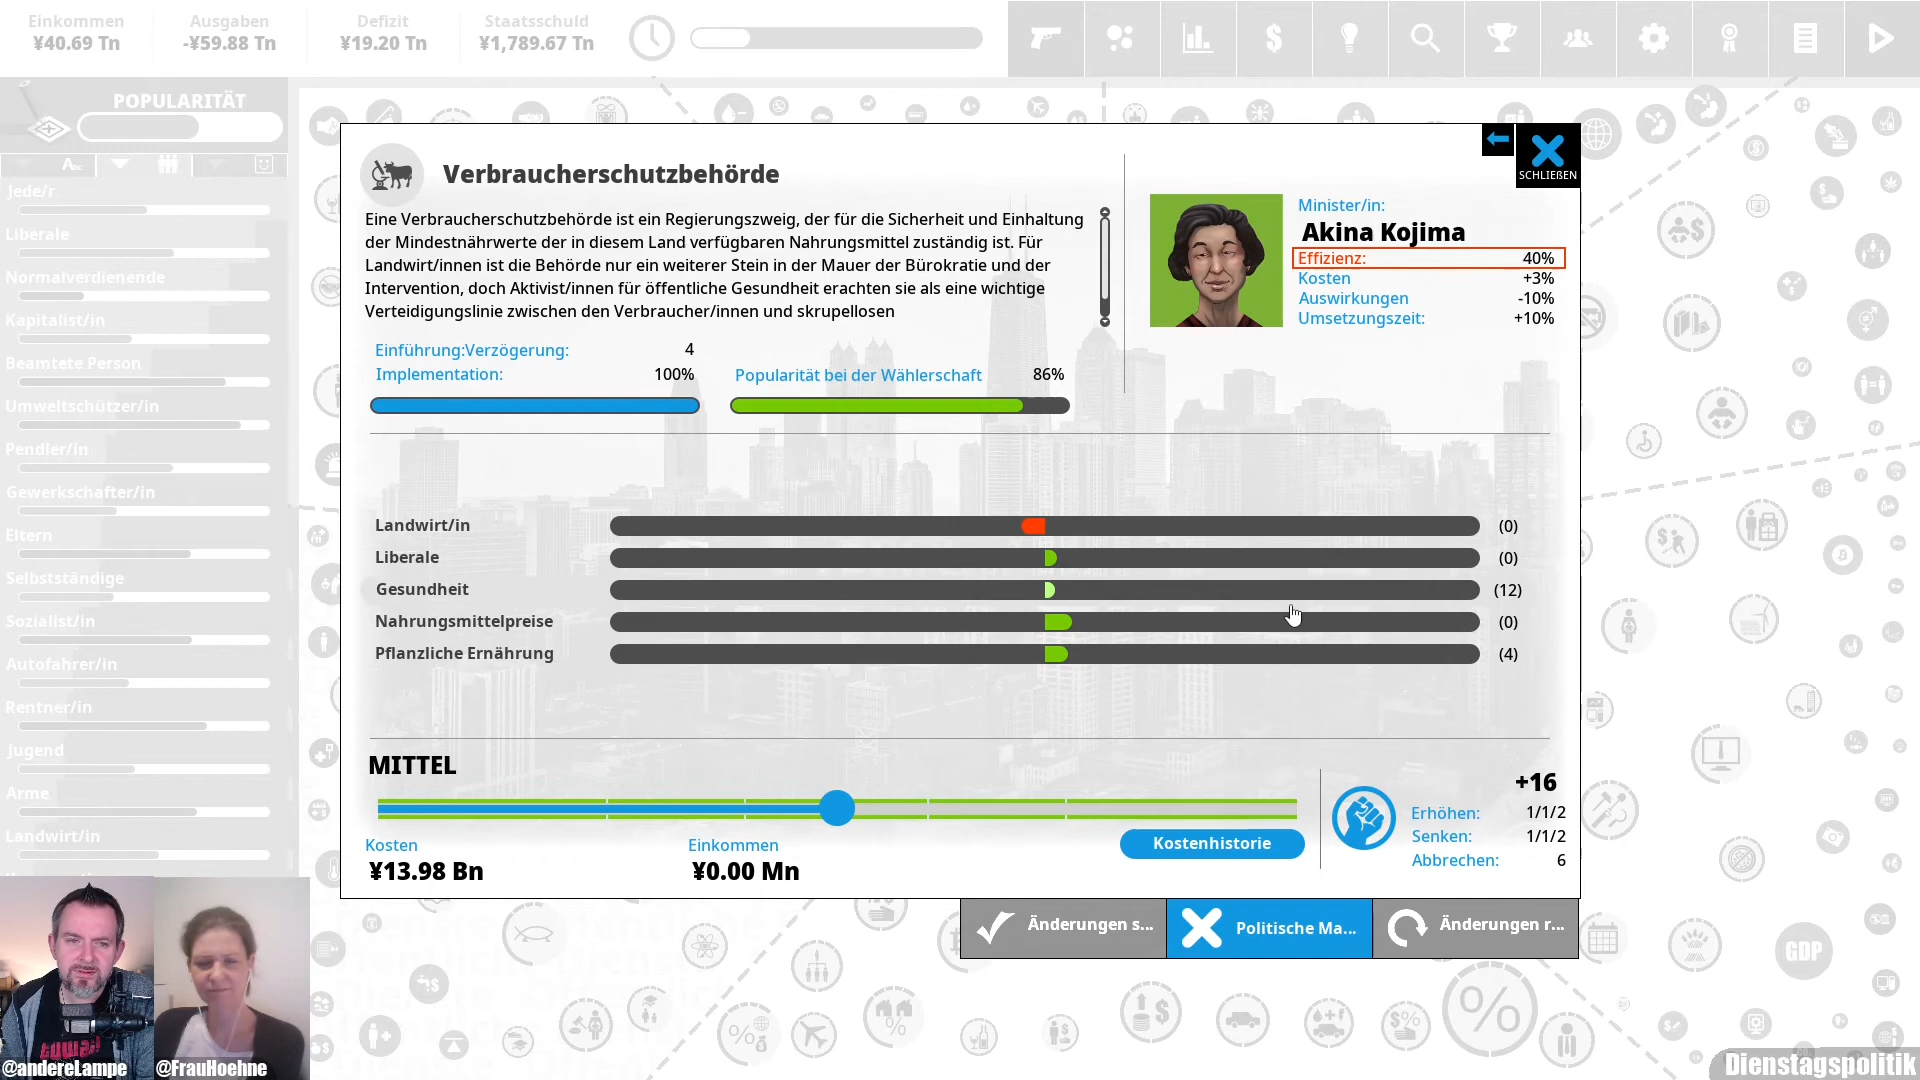 Einkommen
¥40.69 Tn
Ausgaben
-¥59.88 Tn
Defizit
¥19.20 Tn
Staatsschuld
¥1,789.67 Tn
POPULARITÄT
Jede/r
Liberale
Normalverdienende
Kapitalist/in
Beamtete Person
Umweltschützer/in
Pendler/in
Gewerkschafter/in
Eltern
Selbstständige
Sozialist/in
Autofahrer/in
Rentner/in
Jugend
Arme
Landwirt/in
Verbraucherschutzbehörde
Eine Verbraucherschutzbehörde ist ein Regierungszweig, der für die Sicherheit und Einhaltung
der Mindestnährwerte der in diesem Land verfügbaren Nahrungsmittel zuständig ist. Für
Landwirt/innen ist die Behörde nur ein weiterer Stein in der Mauer der Bürokratie und der
Intervention, doch Aktivist/innen für öffentliche Gesundheit erachten sie als eine wichtige
Verteidigungslinie zwischen den Verbraucher/innen und skrupellosen
SCHLIEßEN
Minister/in:
Akina Kojima
Effizienz: 40%
Kosten +3%
Auswirkungen -10%
Umsetzungszeit: +10%
Einführung:Verzögerung: 4
Implementation: 100%
Popularität bei der Wählerschaft 86%
Landwirt/in (0)
Liberale (0)
Gesundheit (12)
Nahrungsmittelpreise (0)
Pflanzliche Ernährung (4)
MITTEL
Kosten
¥13.98 Bn
Einkommen
¥0.00 Mn
Kostenhistorie
+16
Erhöhen: 1/1/2
Senken: 1/1/2
Abbrechen: 6
Änderungen s...
Politische Ma...
Änderungen r...
GDP
@andereLampe
@FrauHoehne
Dienstagspolitik